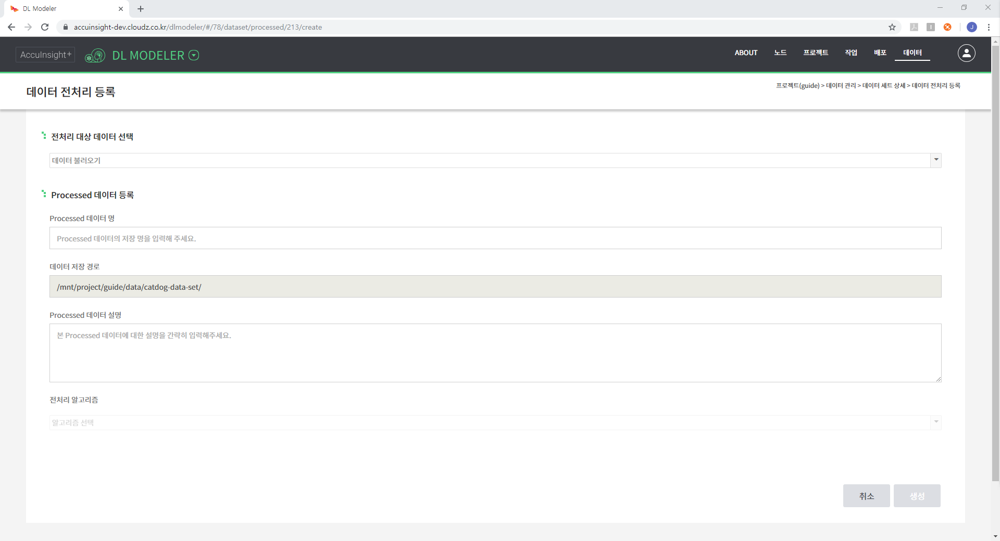 DL Modeler
accuinsight-dev.cloudz.co.kr/dlmodeler/#/78/dataset/processed/213/create
J
AccuInsight+
DL MODELER
ABOUT
노드
프로젝트
작업
배포
데이터
데이터 전처리 등록
프로젝트(guide) > 데이터 관리 > 데이터 세트 상세 > 데이터 전처리 등록
전처리 대상 데이터 선택
데이터 불러오기
Processed 데이터 등록
Processed 데이터 명
Processed 데이터의 저장 명을 입력해 주세요.
데이터 저장 경로
/mnt/project/guide/data/catdog-data-set/
Processed 데이터 설명
본 Processed 데이터에 대한 설명을 간략히 입력해주세요.
전처리 알고리즘
알고리즘 선택
취소
생성